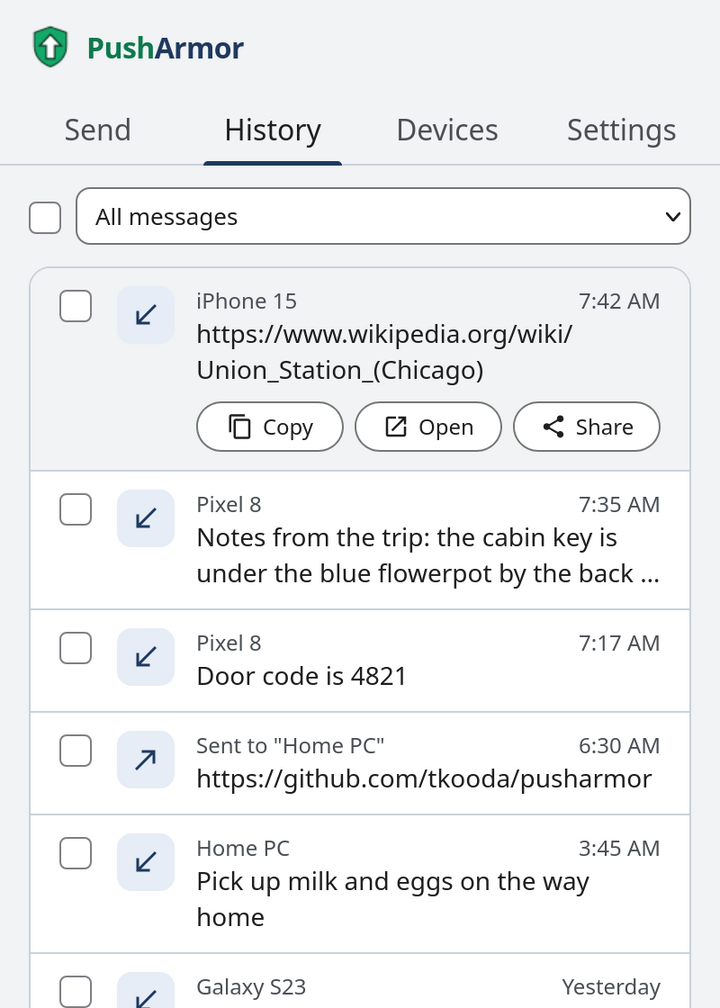 PushArmor
Send History Devices Settings
All messages
iPhone 15 7:42 AM
https://www.wikipedia.org/wiki/
Union_Station_(Chicago)
Copy Open Share
Pixel 8 7:35 AM
Notes from the trip: the cabin key is
under the blue flowerpot by the back ...
Pixel 8 7:17 AM
Door code is 4821
Sent to "Home PC" 6:30 AM
https://github.com/tkooda/pusharmor
Home PC 3:45 AM
Pick up milk and eggs on the way
home
Galaxy S23 Yesterday